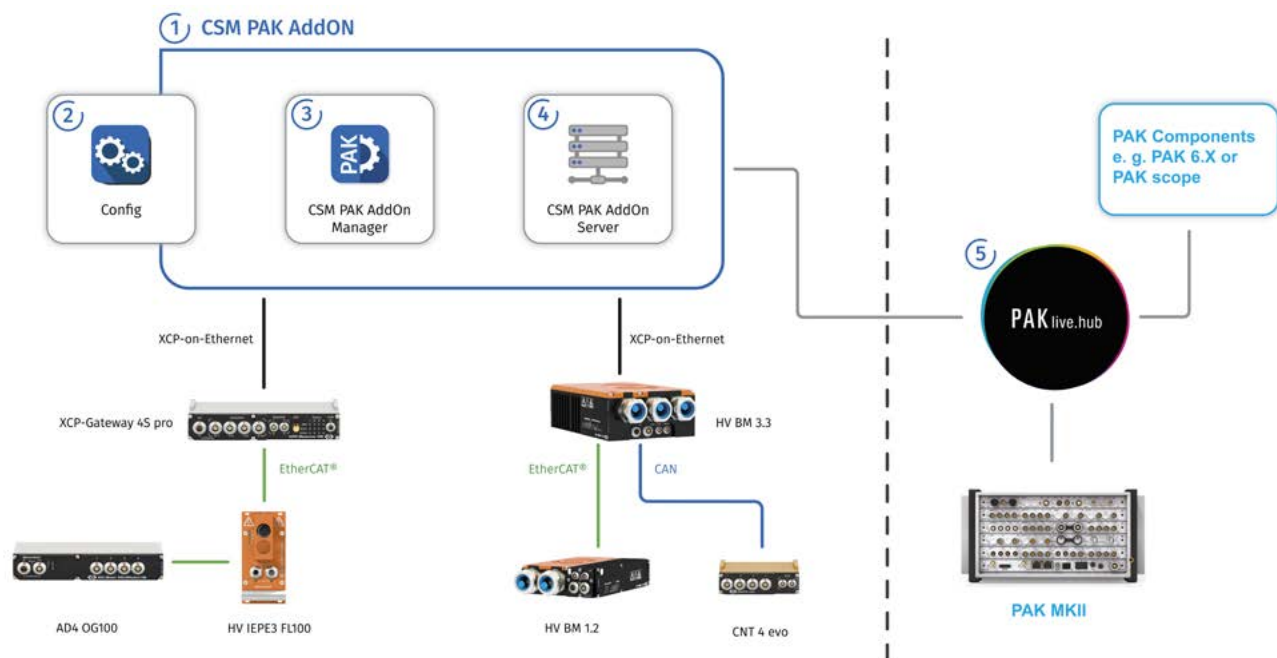 1 CSM PAK AddON
2
3
4
PAK
Config
CSM PAK AddOn
Manager
CSM PAK AddOn
Server
PAK Components
e. g. PAK 6.X or
PAK scope
5
PAK live.hub
XCP-on-Ethernet
XCP-on-Ethernet
XCP-Gateway 4S pro
HV BM 3.3
EtherCAT®
EtherCAT®
CAN
AD4 OG100
HV IEPE3 FL100
HV BM 1.2
CNT 4 evo
PAK MKII